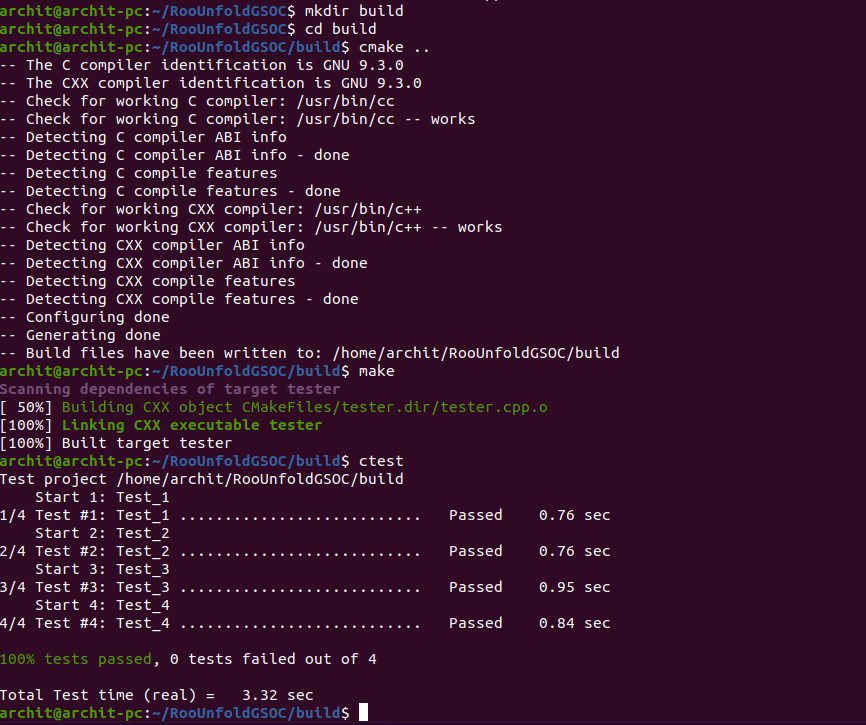 archit@archit-pc:~/RooUnfoldGSOC$ mkdir build
archit@archit-pc:~/RooUnfoldGSOC$ cd build
archit@archit-pc:~/RooUnfoldGSOC/build$ cmake ..
-- The C compiler identification is GNU 9.3.0
-- The CXX compiler identification is GNU 9.3.0
-- Check for working C compiler: /usr/bin/cc
-- Check for working C compiler: /usr/bin/cc -- works
-- Detecting C compiler ABI info
-- Detecting C compiler ABI info - done
-- Detecting C compile features
-- Detecting C compile features - done
-- Check for working CXX compiler: /usr/bin/c++
-- Check for working CXX compiler: /usr/bin/c++ -- works
-- Detecting CXX compiler ABI info
-- Detecting CXX compiler ABI info - done
-- Detecting CXX compile features
-- Detecting CXX compile features - done
-- Configuring done
-- Generating done
-- Build files have been written to: /home/archit/RooUnfoldGSOC/build
archit@archit-pc:~/RooUnfoldGSOC/build$ make
Scanning dependencies of target tester
[ 50%] Building CXX object CMakeFiles/tester.dir/tester.cpp.o
[100%] Linking CXX executable tester
[100%] Built target tester
archit@archit-pc:~/RooUnfoldGSOC/build$ ctest
Test project /home/archit/RooUnfoldGSOC/build
    Start 1: Test_1
1/4 Test #1: Test_1 ...........................   Passed    0.76 sec
    Start 2: Test_2
2/4 Test #2: Test_2 ...........................   Passed    0.76 sec
    Start 3: Test_3
3/4 Test #3: Test_3 ...........................   Passed    0.95 sec
    Start 4: Test_4
4/4 Test #4: Test_4 ...........................   Passed    0.84 sec
100% tests passed, 0 tests failed out of 4
Total Test time (real) =   3.32 sec
archit@archit-pc:~/RooUnfoldGSOC/build$